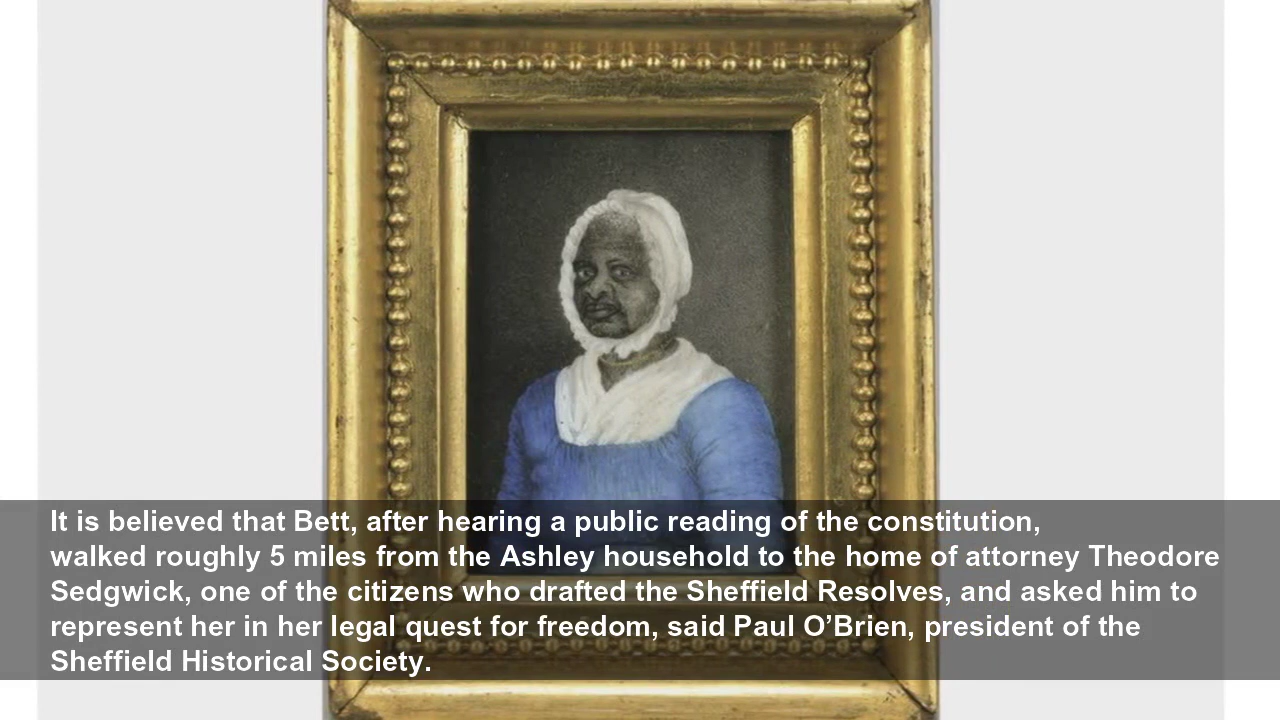 It is believed that Bett, after hearing a public reading of the constitution,
walked roughly 5 miles from the Ashley household to the home of attorney Theodore
Sedgwick, one of the citizens who drafted the Sheffield Resolves, and asked him to
represent her in her legal quest for freedom, said Paul O’Brien, president of the
Sheffield Historical Society.